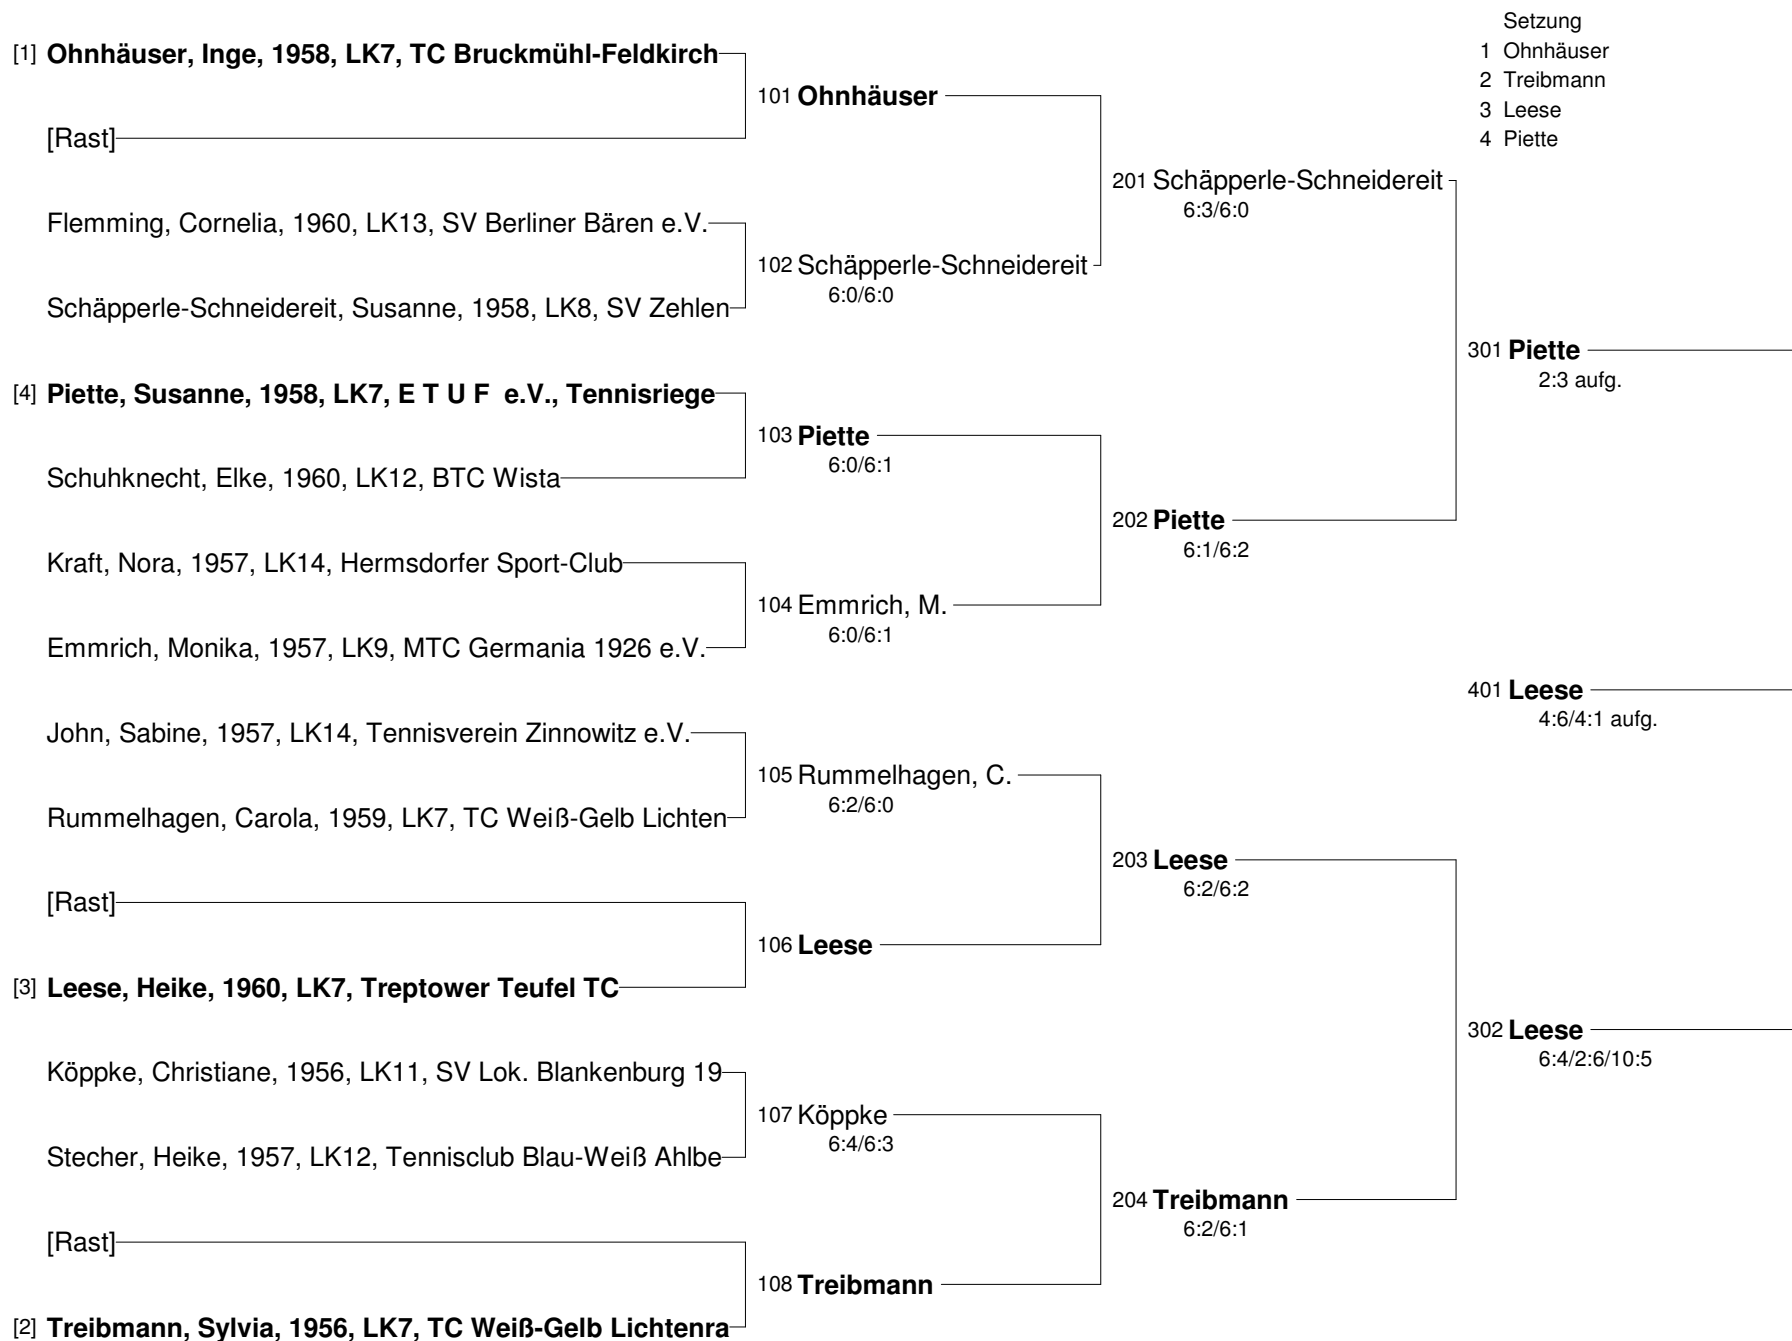 Setzung
1 Ohnhäuser
2 Treibmann
3 Leese
4 Piette
[1] Ohnhäuser, Inge, 1958, LK7, TC Bruckmühl-Feldkirch
101 Ohnhäuser
[Rast]
201 Schäpperle-Schneidereit
6:3/6:0
Flemming, Cornelia, 1960, LK13, SV Berliner Bären e.V.
102 Schäpperle-Schneidereit
6:0/6:0
Schäpperle-Schneidereit, Susanne, 1958, LK8, SV Zehlen
301 Piette
2:3 aufg.
[4] Piette, Susanne, 1958, LK7, E T U F e.V., Tennisriege
103 Piette
6:0/6:1
Schuhknecht, Elke, 1960, LK12, BTC Wista
202 Piette
6:1/6:2
Kraft, Nora, 1957, LK14, Hermsdorfer Sport-Club
104 Emmrich, M.
6:0/6:1
Emmrich, Monika, 1957, LK9, MTC Germania 1926 e.V.
401 Leese
4:6/4:1 aufg.
John, Sabine, 1957, LK14, Tennisverein Zinnowitz e.V.
105 Rummelhagen, C.
6:2/6:0
Rummelhagen, Carola, 1959, LK7, TC Weiß-Gelb Lichten
203 Leese
6:2/6:2
[Rast]
106 Leese
[3] Leese, Heike, 1960, LK7, Treptower Teufel TC
302 Leese
6:4/2:6/10:5
Köppke, Christiane, 1956, LK11, SV Lok. Blankenburg 19
107 Köppke
6:4/6:3
Stecher, Heike, 1957, LK12, Tennisclub Blau-Weiß Ahlbe
204 Treibmann
6:2/6:1
[Rast]
108 Treibmann
[2] Treibmann, Sylvia, 1956, LK7, TC Weiß-Gelb Lichtenra